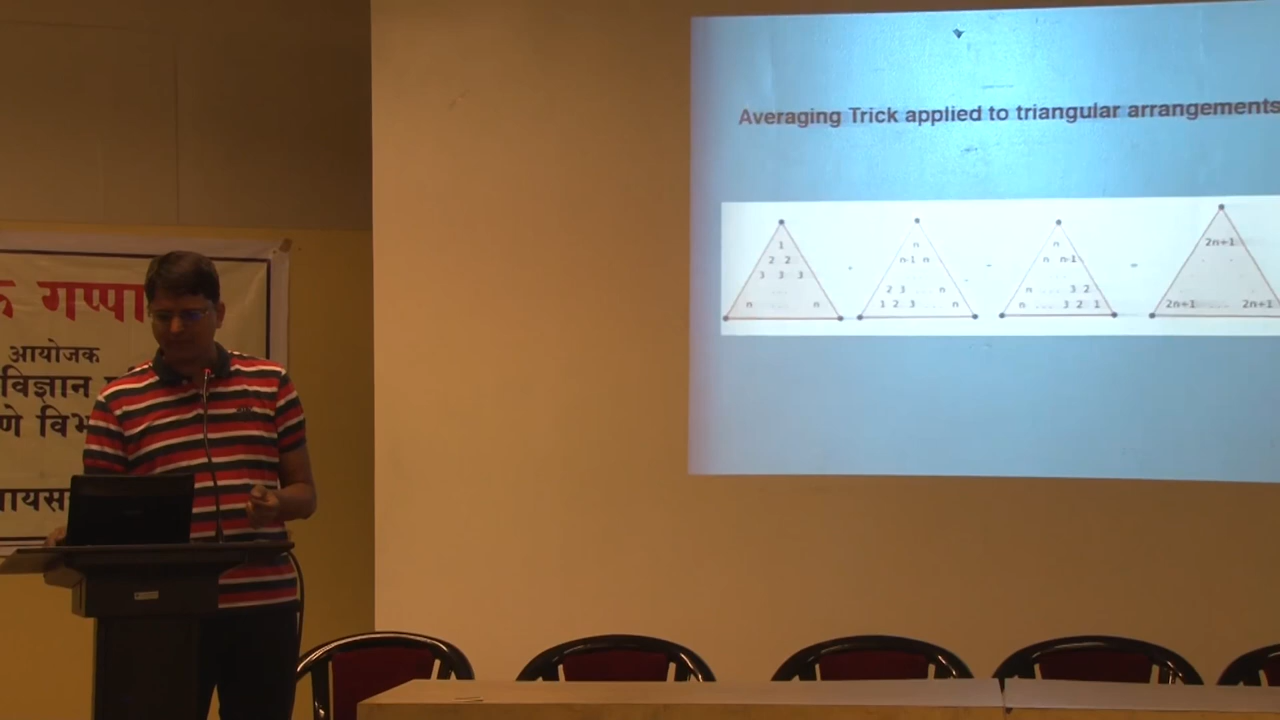 Averaging Trick applied to triangular arrangements
1
2 2
3 3 3
n .... n
n
n-1 n
2 3 .... n
1 2 3 .... n
n
n n-1
n .... 3 2
n .... 3 2 1
2n+1
2n+1 .... 2n+1
गप्पा
आयोजक
विज्ञान
णे विभ
ायस